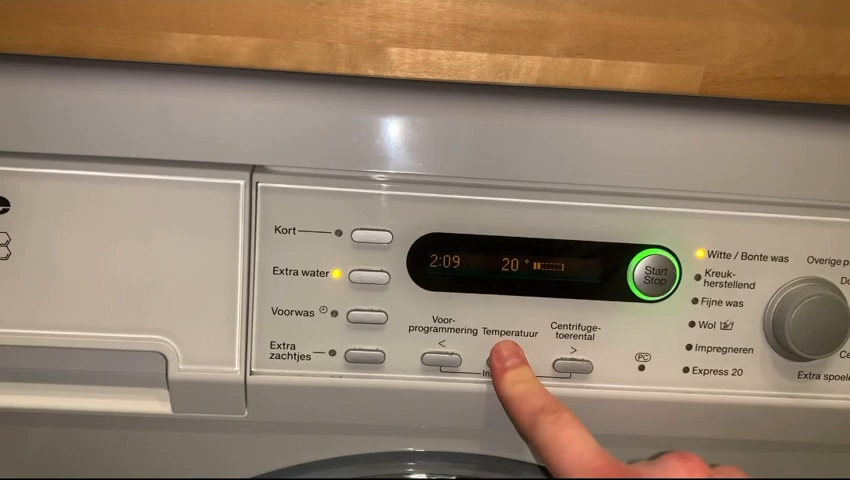 Kort
Extra water
Voorwas
Extra
zachtjes
2:09 20°
Start
Stop
Voor-
programmering
Temperatuur
Centrifuge-
toerental
<
>
PC
Witte / Bonte was
Kreuk-
herstellend
Fijne was
Wol
Impregneren
Express 20
Overige
Extra